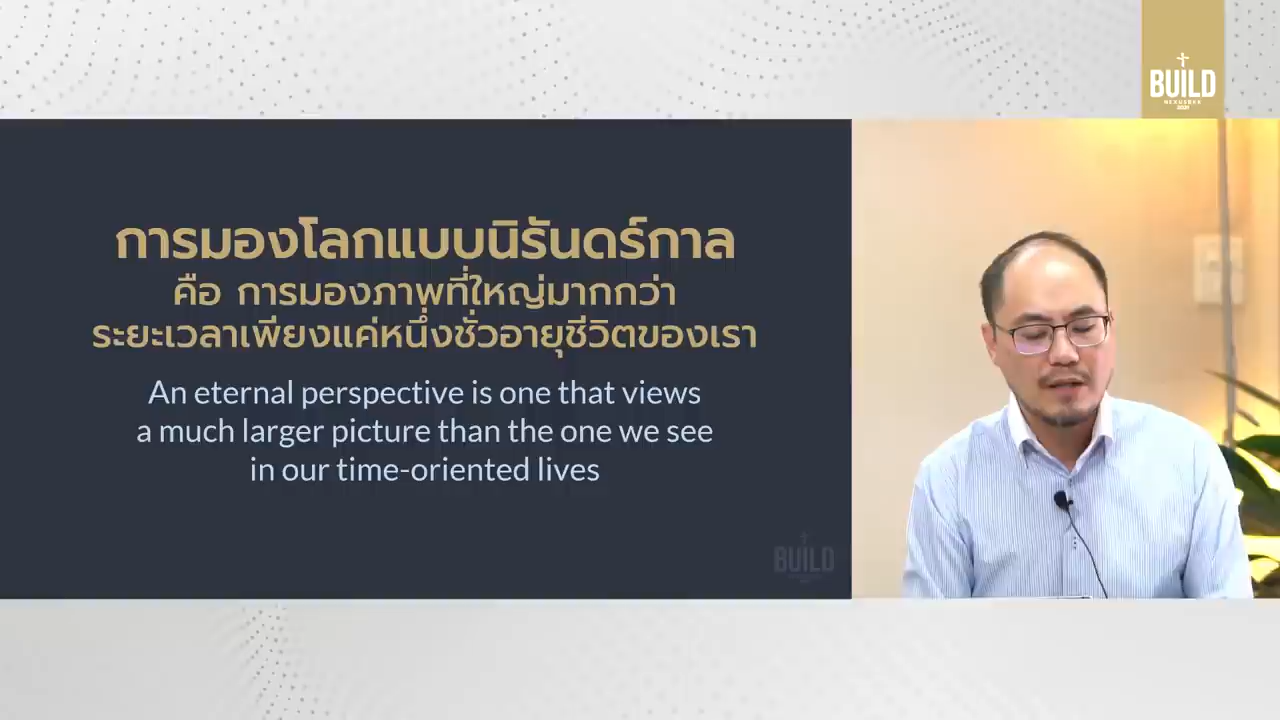 BUILD
NEXUSBKK
2021
การมองโลกแบบนิรันดร์กาล
คือ การมองภาพที่ใหญ่มากกว่า
ระยะเวลาเพียงแค่หนึ่งชั่วอายุชีวิตของเรา
An eternal perspective is one that views
a much larger picture than the one we see
in our time-oriented lives
BUILD